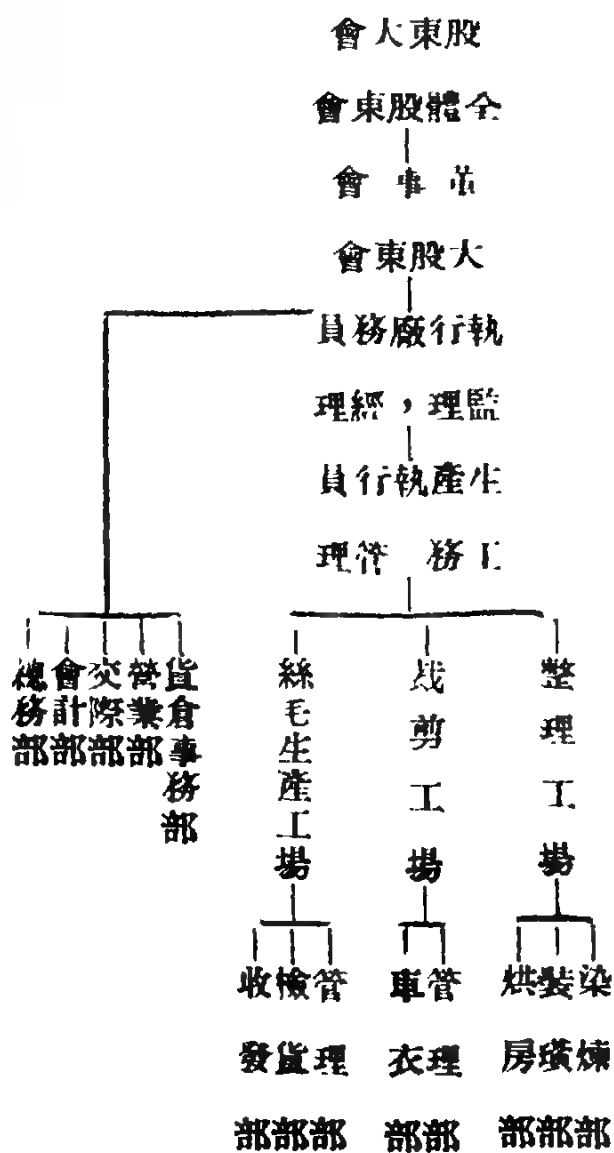 股東大會
全體股東會
董事會
大股東會
執行廠務員
監理，經理
生產執行員
工務 管理
整理工場
裁剪工場
絲毛生產工場
貨倉事務部
營業部
交際部
會計部
總務部
染煉部
裝璜部
烘房部
管理部
車衣部
管理部
檢貨部
收發部